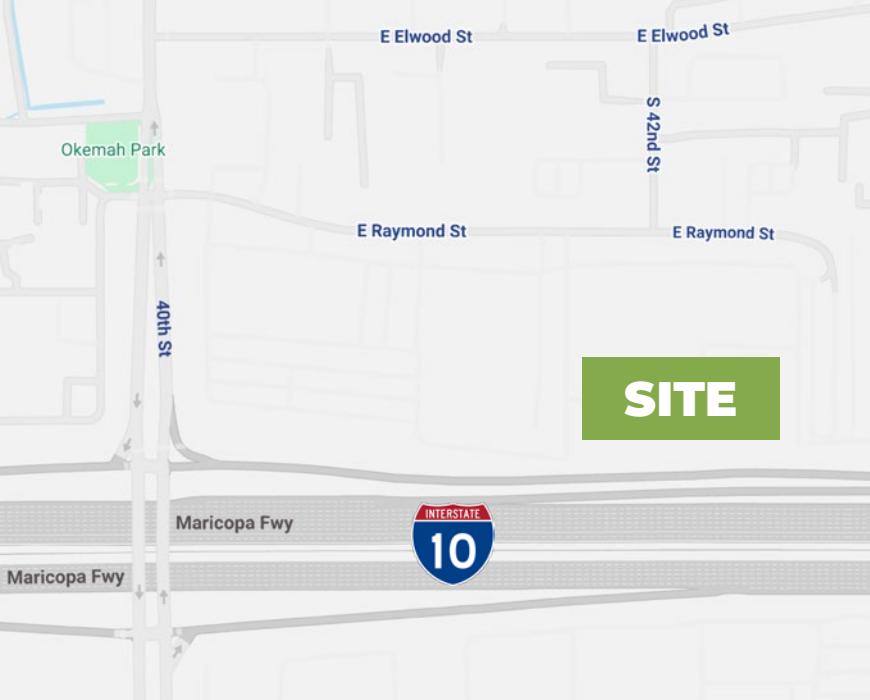 E Elwood St
E Elwood St
S 42nd St
Okemah Park
E Raymond St
E Raymond St
40th St
SITE
INTERSTATE
10
Maricopa Fwy
Maricopa Fwy